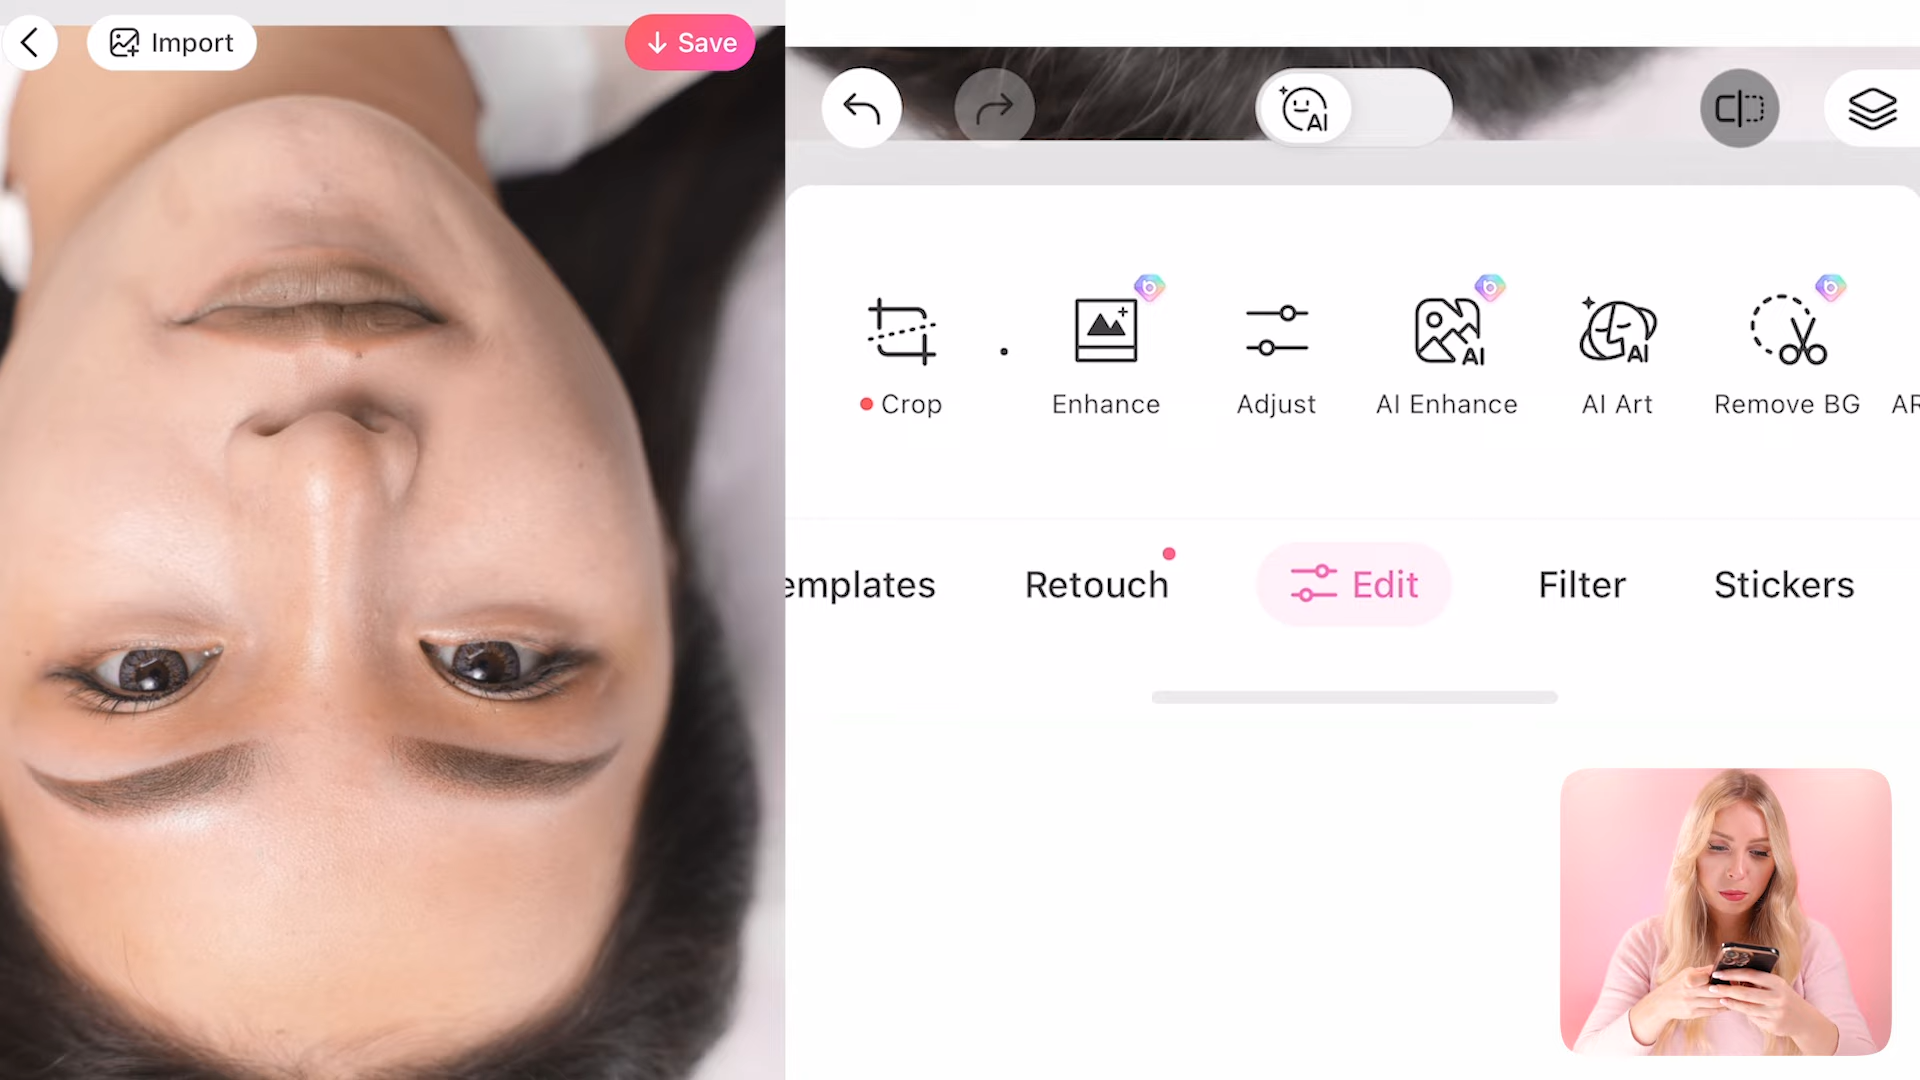 Import
Save
AI
Crop
Enhance
Adjust
AI
AI Enhance
AI
AI Art
Remove BG
AR
emplates
Retouch
Edit
Filter
Stickers